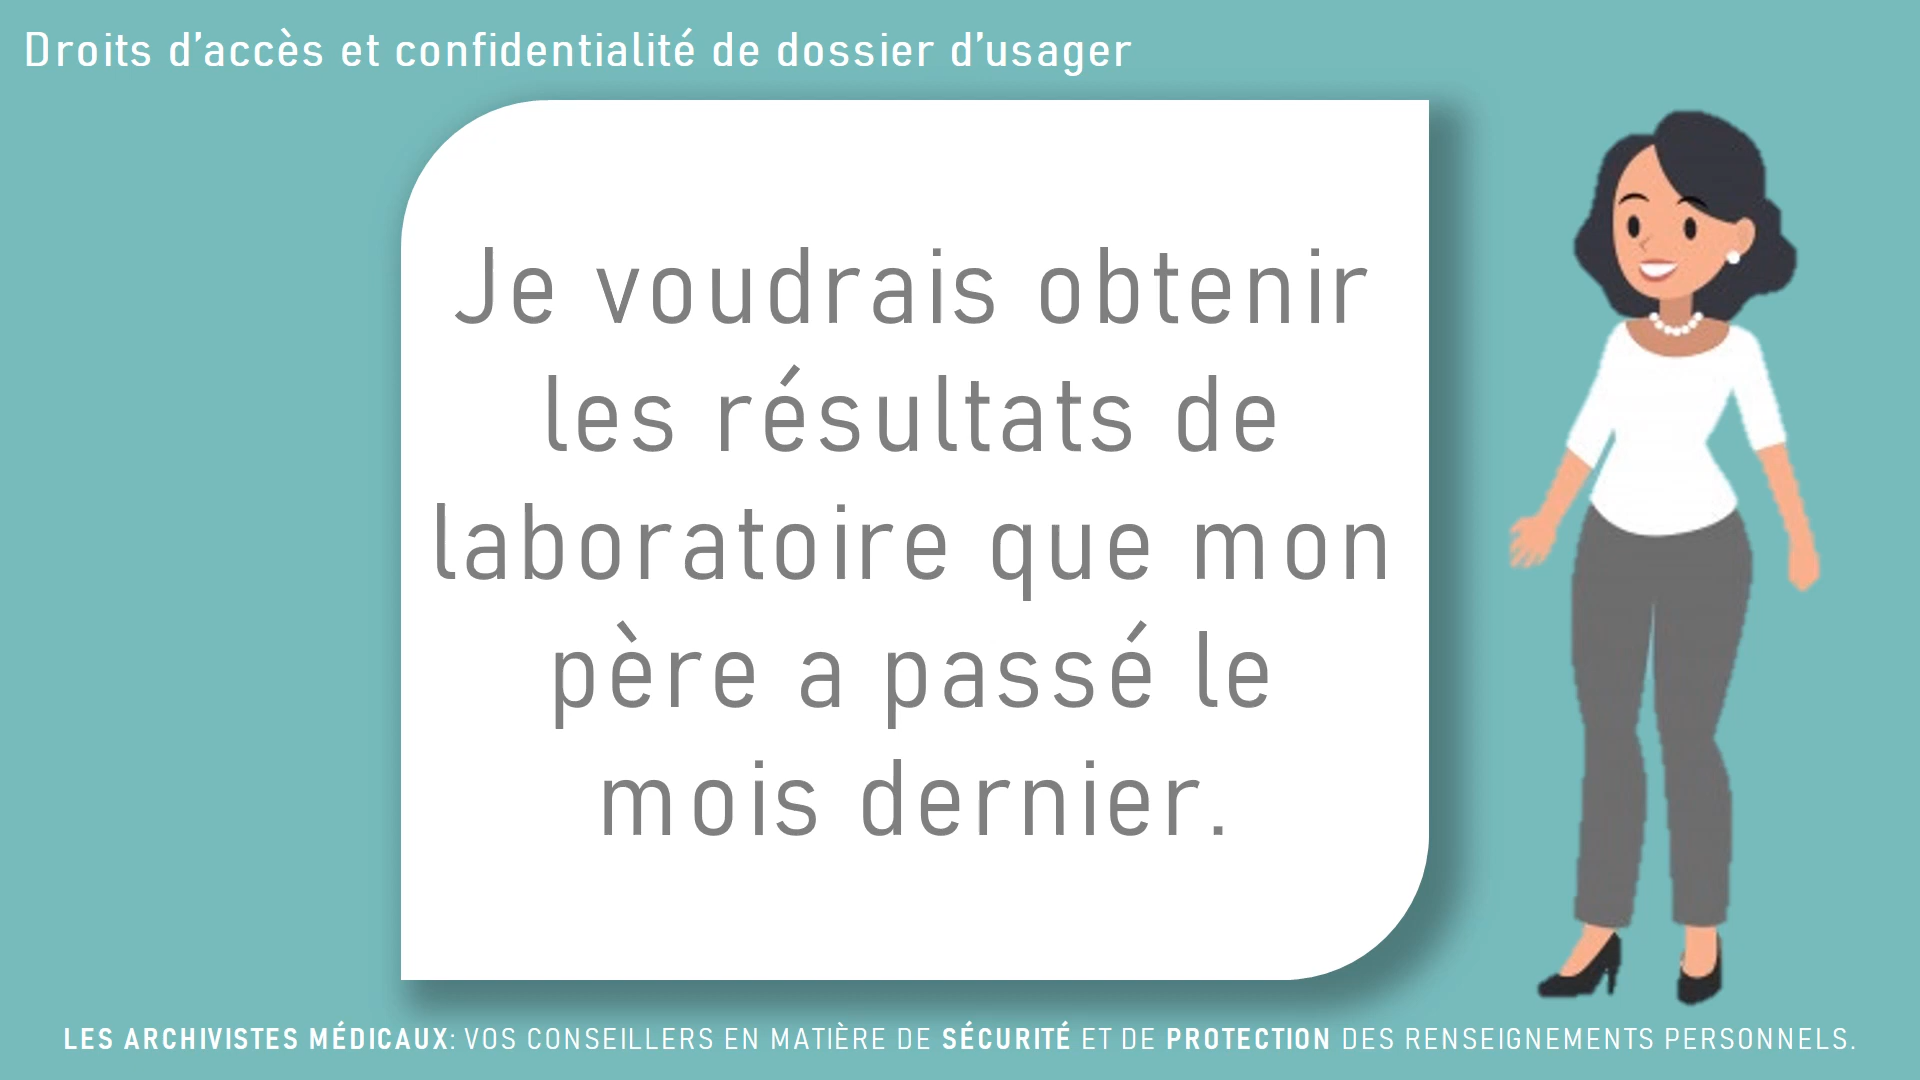 Droits d’accès et confidentialité de dossier d’usager
Je voudrais obtenir
les résultats de
laboratoire que mon
père a passé le
mois dernier.
LES ARCHIVISTES MÉDICAUX: VOS CONSEILLERS EN MATIÈRE DE SÉCURITÉ ET DE PROTECTION DES RENSEIGNEMENTS PERSONNELS.